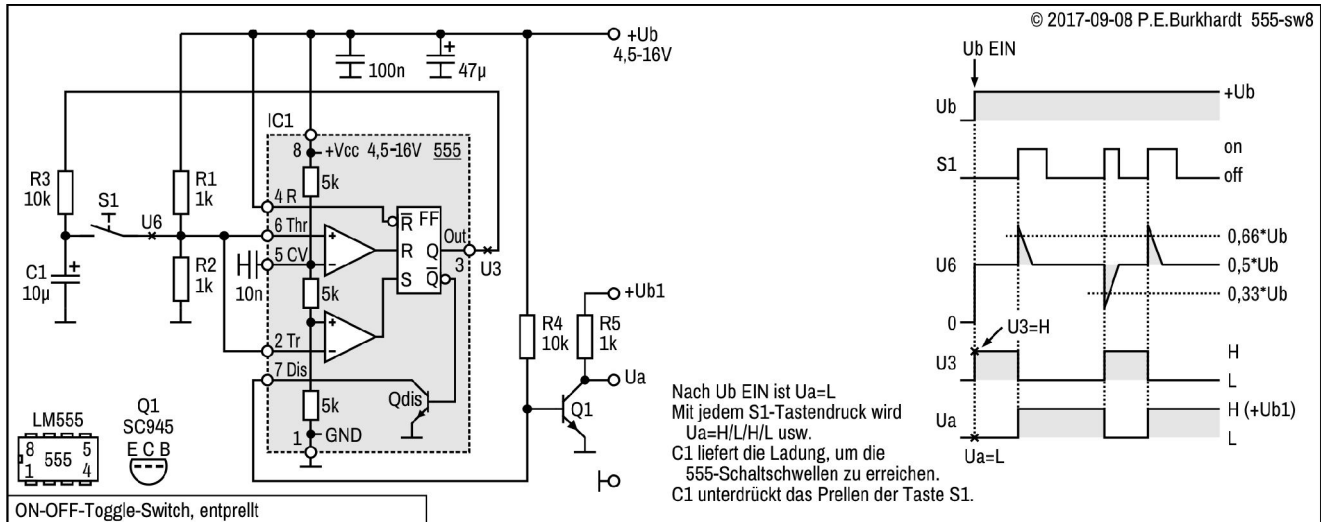 © 2017-09-08 P.E.Burkhardt 555-sw8
+Ub
4,5-16V
100n
+
47µ
IC1
8
+Vcc 4,5-16V 555
5k
R3
10k
S1
U6
R1
1k
R2
1k
+
C1
10µ
4 R
6 Thr
5 CV
10n
2 Tr
7 Dis
+
−
5k
+
−
5k
R FF
R Q
S Q
Out
3
U3
Qdis
1
GND
R4
10k
+Ub1
R5
1k
Ua
Q1
LM555
8 5
555
1 4
Q1
SC945
E C B
ON-OFF-Toggle-Switch, entprellt
Nach Ub EIN ist Ua=L
Mit jedem S1-Tastendruck wird
Ua=H/L/H/L usw.
C1 liefert die Ladung, um die
555-Schaltschwellen zu erreichen.
C1 unterdrückt das Prellen der Taste S1.
Ub EIN
Ub
+Ub
S1
on
off
U6
0,66*Ub
0,5*Ub
0,33*Ub
0
U3=H
U3
H
L
Ua
H (+Ub1)
L
Ua=L